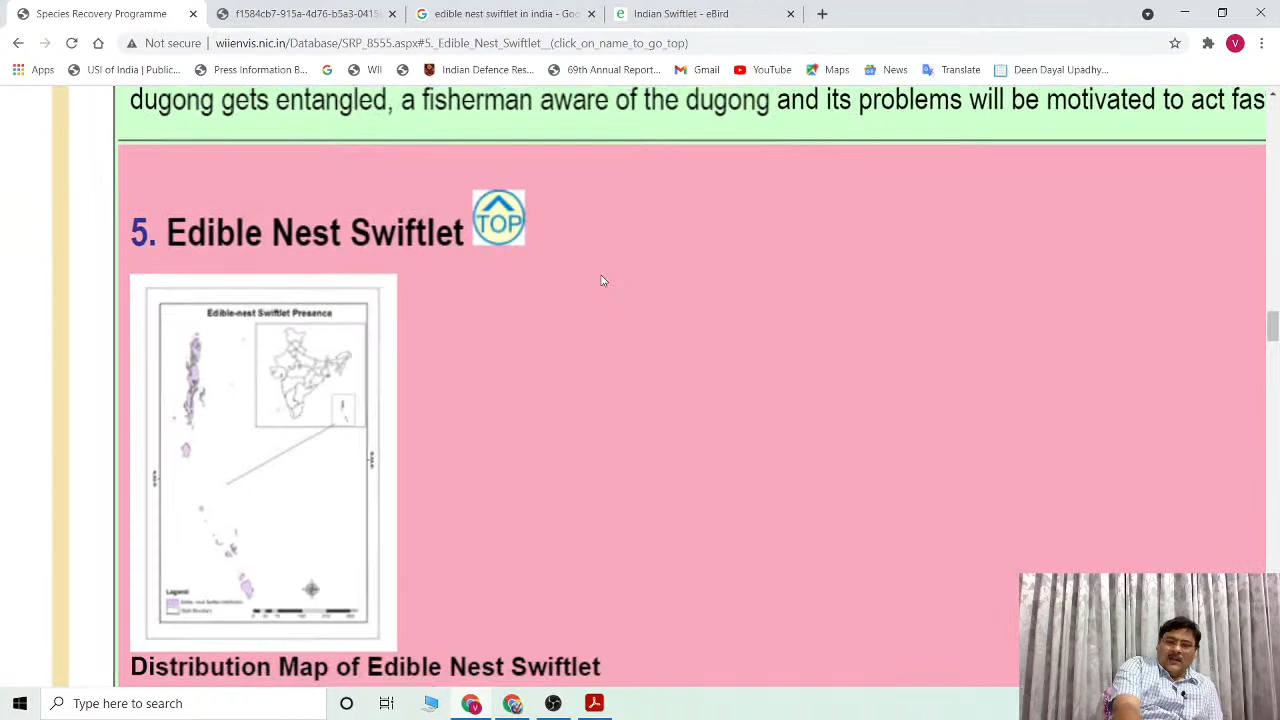 Species Recovery Programe
f1584cb7-915a-4d76-b5a3-0415
edible nest swiftlet in india - Goo
Indian Swiftlet - eBird
Not secure
wiienvis.nic.in/Database/SRP_8555.aspx#5_Edible_Nest_swiftlet__(click_on_name_to_go_top)
V
Apps
USI of India | Public...
Press Information B...
WII
Indian Defence Res...
69th Annual Report...
Gmail
YouTube
Maps
News
Translate
Deen Dayal Upadhy...
dugong gets entangled, a fisherman aware of the dugong and its problems will be motivated to act fas
5. Edible Nest Swiftlet
TOP
Edible-nest Swiftlet Presence
Legend
Distribution Map of Edible Nest Swiftlet
Type here to search